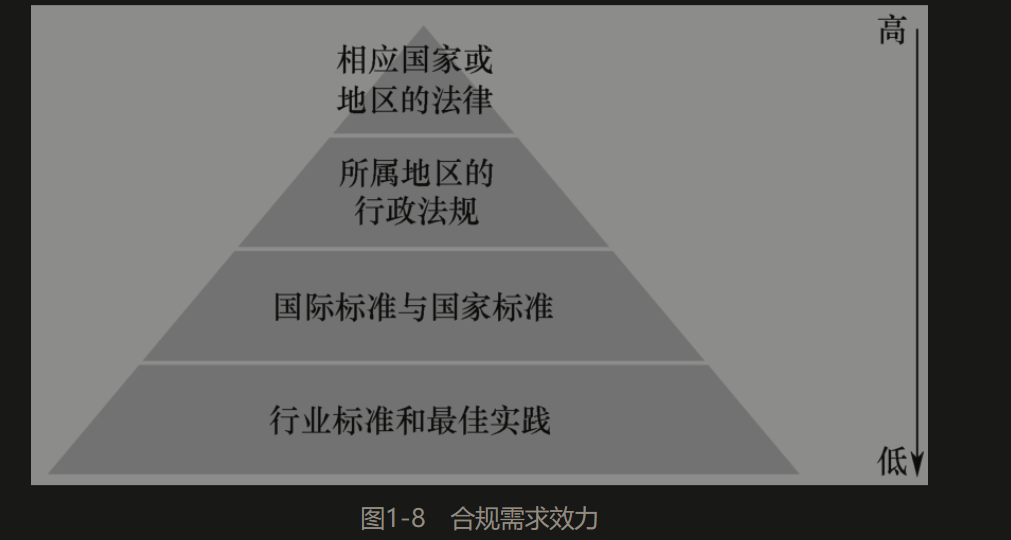 高
相应国家或
地区的法律
所属地区的
行政法规
国际标准与国家标准
行业标准和最佳实践
低
图1-8 合规需求效力